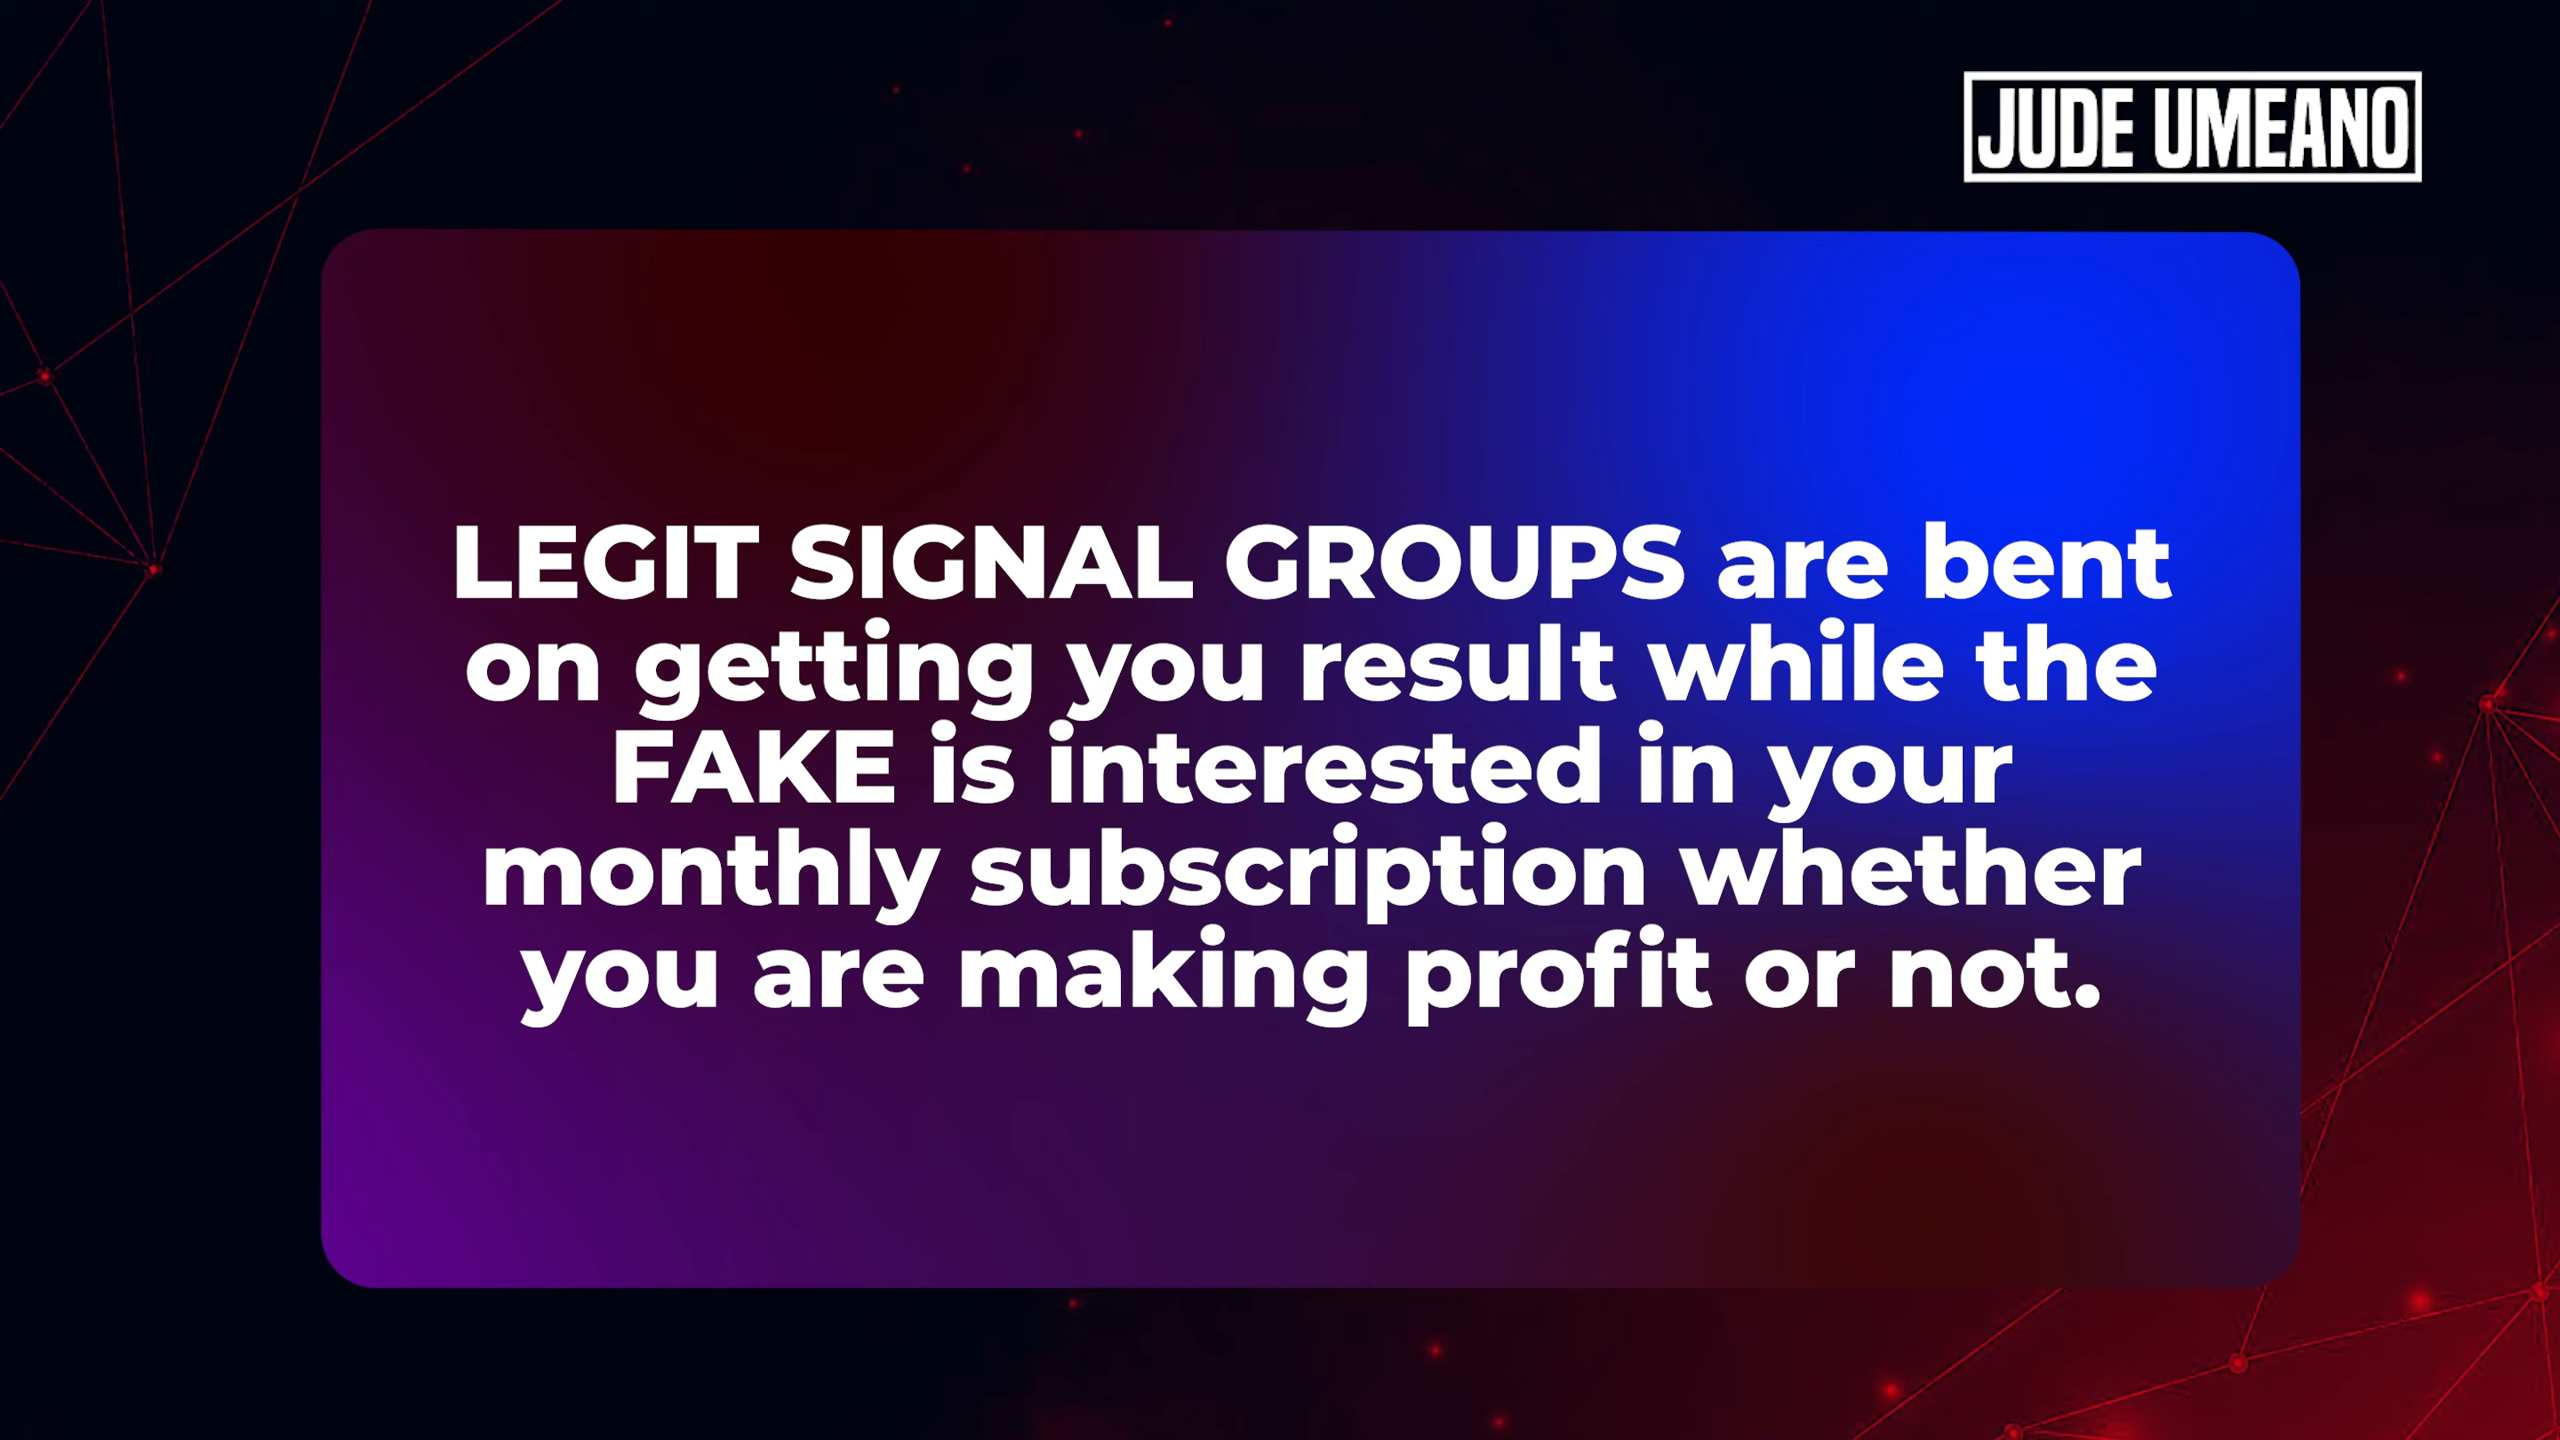 JUDE UMEANO
LEGIT SIGNAL GROUPS are bent
on getting you result while the
FAKE is interested in your
monthly subscription whether
you are making profit or not.